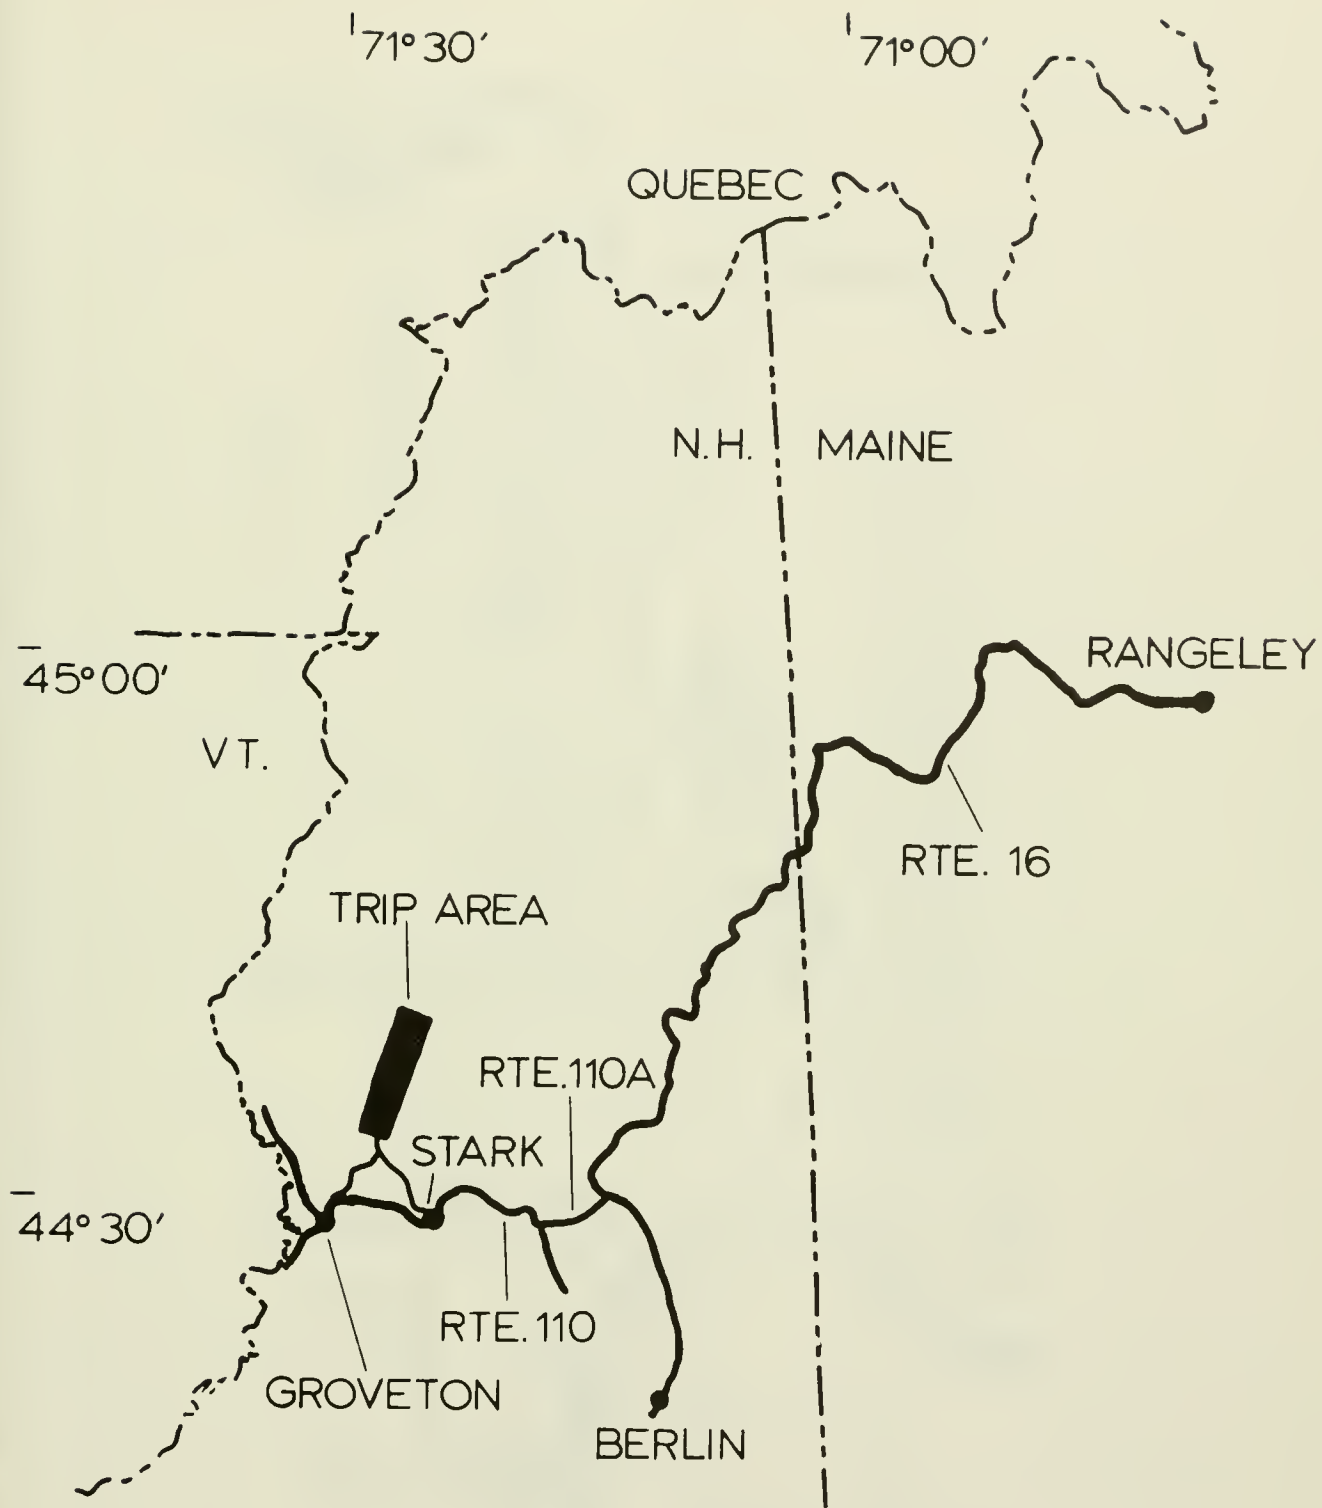 71°30'
71°00'
QUEBEC
N.H.
MAINE
45°00'
RANGELEY
VT.
RTE. 16
TRIP AREA
RTE.110A
STARK
44°30'
RTE.110
GROVETON
BERLIN